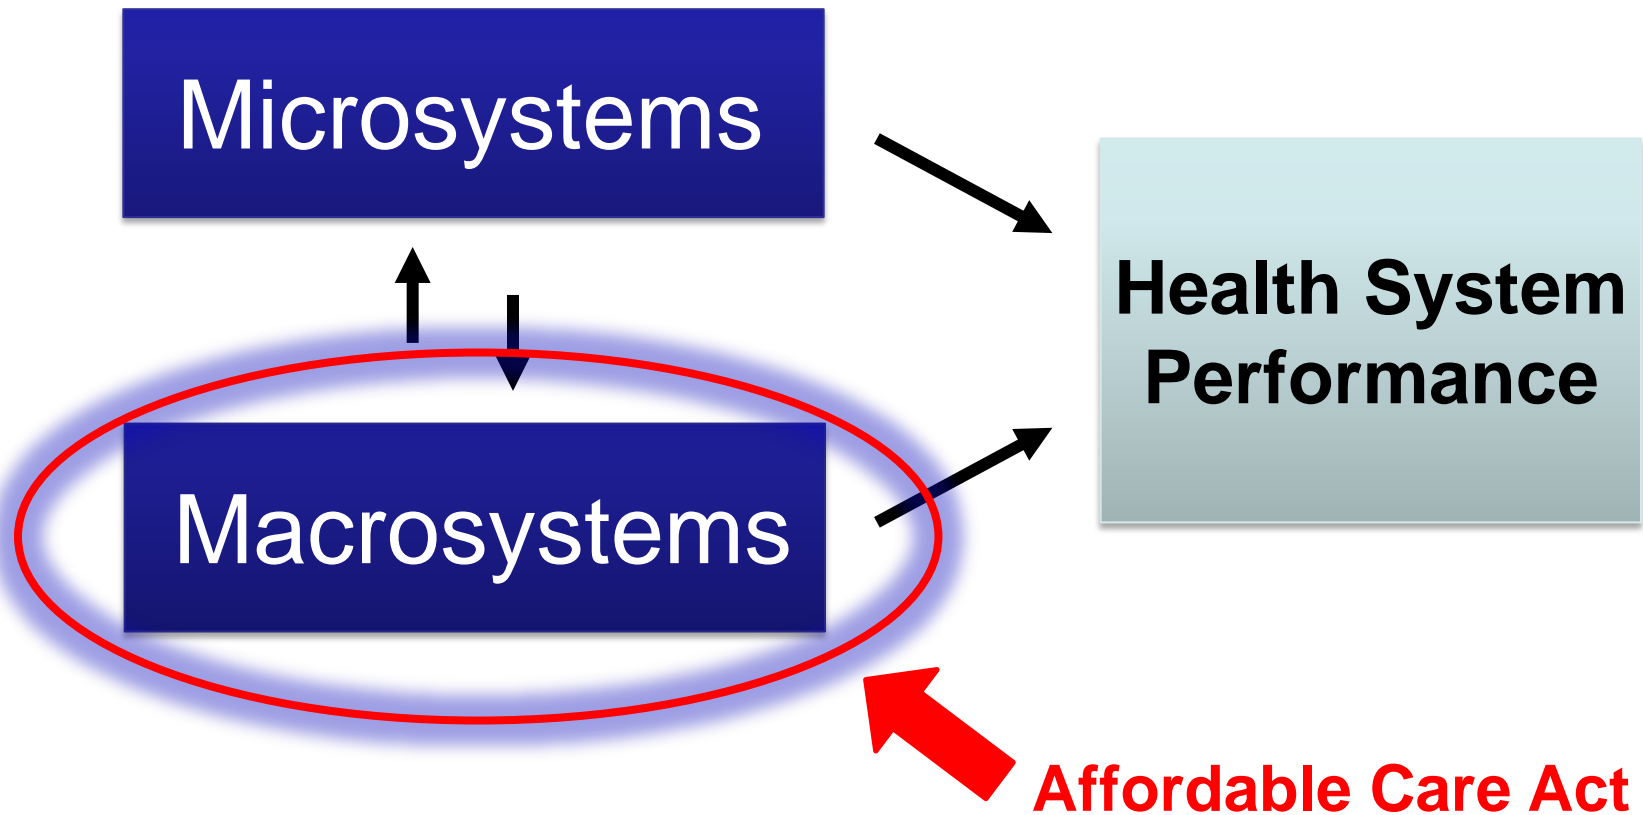 Microsystems
Health System
Performance
Macrosystems
Affordable Care Act